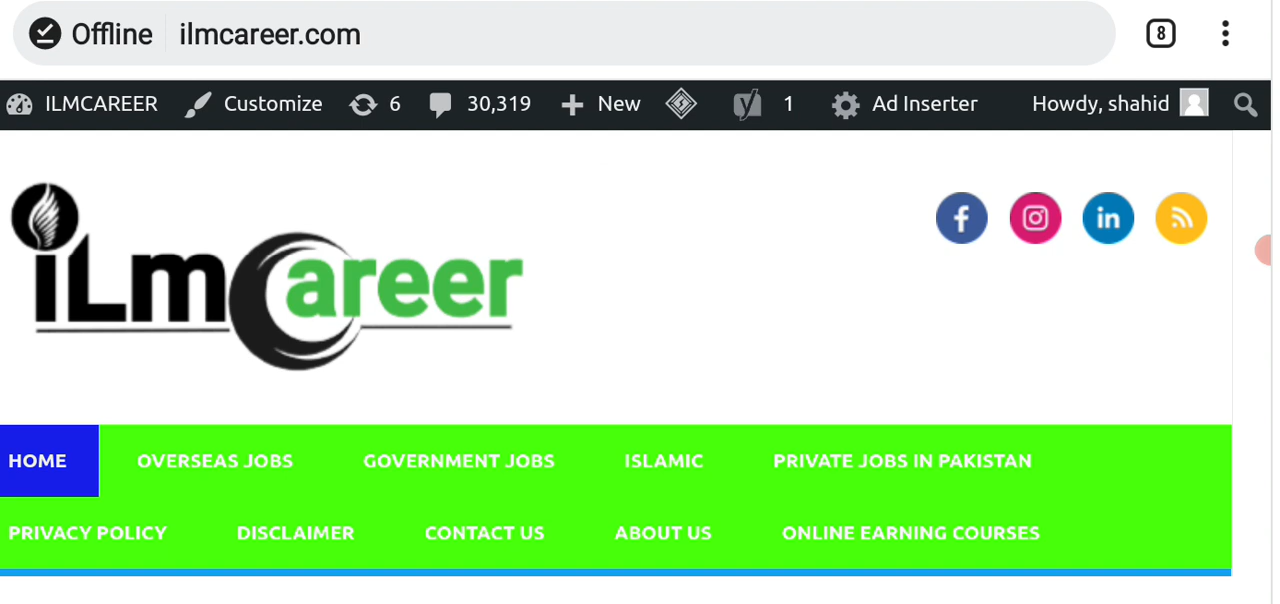 Offline ilmcareer.com 8
ILMCAREER Customize 6 30,319 New 1 Ad Inserter Howdy, shahid
iLmCareer
HOME OVERSEAS JOBS GOVERNMENT JOBS ISLAMIC PRIVATE JOBS IN PAKISTAN
PRIVACY POLICY DISCLAIMER CONTACT US ABOUT US ONLINE EARNING COURSES